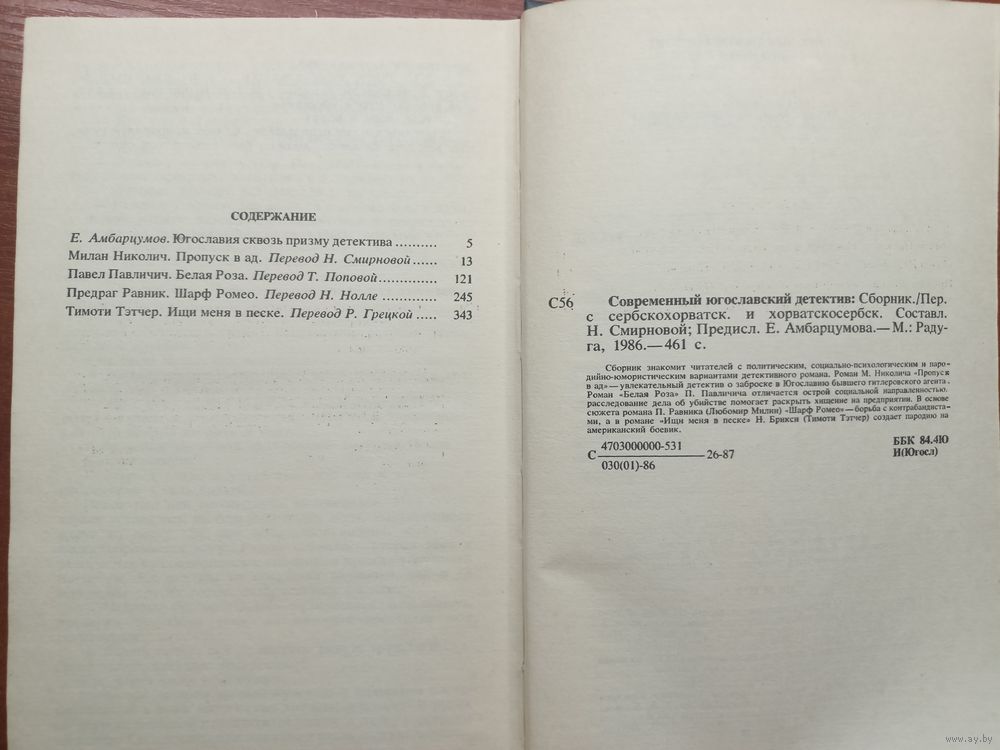 СОДЕРЖАНИЕ
Е. Амбарцумов. Югославия сквозь призму детектива .......... 5
Милан Николич. Пропуск в ад. Перевод Н. Смирновой ...... 13
Павел Павличич. Белая Роза. Перевод Т. Поповой .............. 121
Предраг Равник. Шарф Ромео. Перевод Н. Нолле ............. 245
Тимоти Тэтчер. Ищи меня в песке. Перевод Р. Грецкой ..... 343
С56 Современный югославский детектив: Сборник./Пер.
с сербскохорватск. и хорватскосербск. Составл.
Н. Смирновой; Предисл. Е. Амбарцумова.— М.: Раду-
га, 1986.—461 с.
Сборник знакомит читателей с политическим, социально-психологическим и паро-
дийно-юмористическим вариантами детективного романа. Роман М. Николича «Пропуск
в ад»—увлекательный детектив о заброске в Югославию бывшего гитлеровского агента.
Роман «Белая Роза» П. Павличича отличается острой социальной направленностью.
расследование дела об убийстве помогает раскрыть хищение на предприятии. В основе
сюжета романа П. Равника (Любомир Милин) «Шарф Ромео»—борьба с контрабандиста-
ми, а в романе «Ищи меня в песке» Н. Брикси (Тимоти Тэтчер) создает пародию на
американский боевик.
4703000000-531
С 26-87
030(01)-86
ББК 84.4Ю
И(Югосл)
www.ay.by